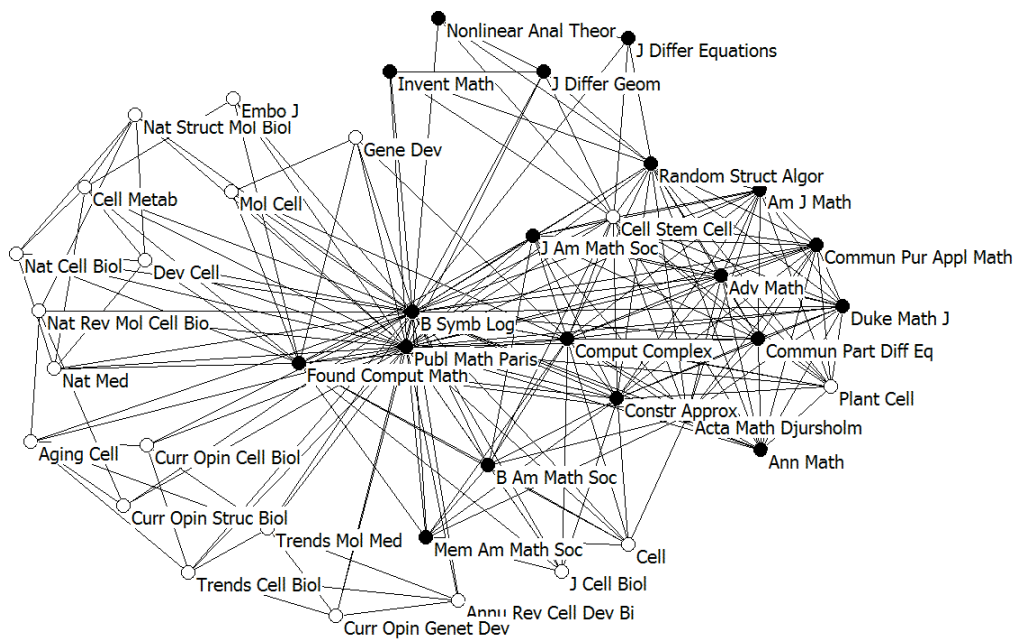 Nonlinear Anal Theor
J Differ Equations
Invent Math
J Differ Geom
Embo J
Nat Struct Mol Biol
Gene Dev
Random Struct Algor
Cell Metab
Mol Cell
Am J Math
Cell Stem Cell
J Am Math Soc
Commun Pur Appl Math
Nat Cell Biol
Dev Cell
Adv Math
Nat Rev Mol Cell Bio
B Symb Log
Duke Math J
Publ Math Paris
Comput Complex
Commun Part Diff Eq
Nat Med
Found Comput Math
Plant Cell
Constr Approx
Acta Math Djursholm
Aging Cell
Curr Opin Cell Biol
Ann Math
B Am Math Soc
Curr Opin Struc Biol
Trends Mol Med
Mem Am Math Soc
Cell
Trends Cell Biol
J Cell Biol
Annu Rev Cell Dev Bi
Curr Opin Genet Dev